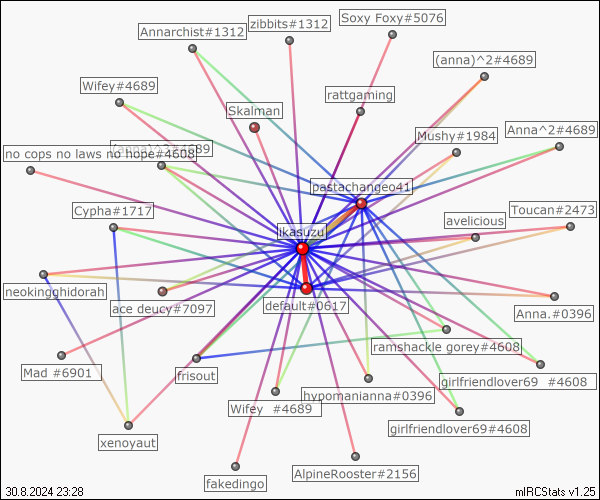 Soxy Foxy#5076
zibbits#1312
Annarchist#1312
(anna)^2#4689
Wifey#4689
rattgaming
Skalman
Mushy#1984
Anna^2#4689
(anna)^2#4689
no cops no laws no hope#4608
pastachangeo41
Cypha#1717
Toucan#2473
avelicious
ikasuzu
neokingghidorah
ace deucy#7097
default#0617
Anna.#0396
ramshackle gorey#4608
Mad #6901
frisout
girlfriendlover69 #4608
hypomanianna#0396
Wifey #4689
girlfriendlover69#4608
xenoyaut
AlpineRooster#2156
fakedingo
30.8.2024 23:28
mIRCStats v1.25